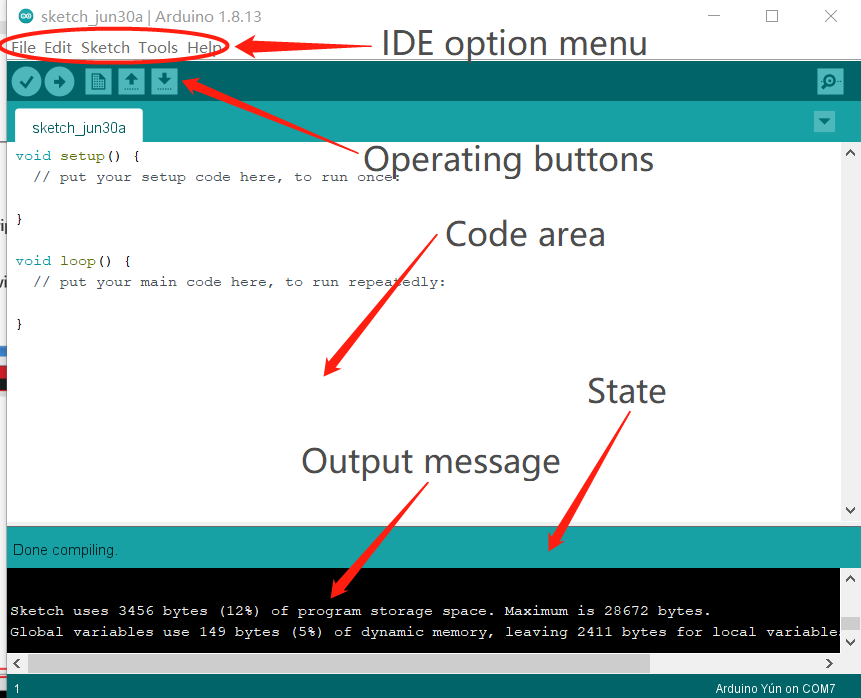 sketch_jun30a | Arduino 1.8.13
File Edit Sketch Tools Help
IDE option menu
sketch_jun30a
Operating buttons
void setup() {
// put your setup code here, to run once:
}
Code area
void loop() {
// put your main code here, to run repeatedly:
}
State
Output message
Done compiling.
Sketch uses 3456 bytes (12%) of program storage space. Maximum is 28672 bytes.
Global variables use 149 bytes (5%) of dynamic memory, leaving 2411 bytes for local variable
1
Arduino Yún on COM7